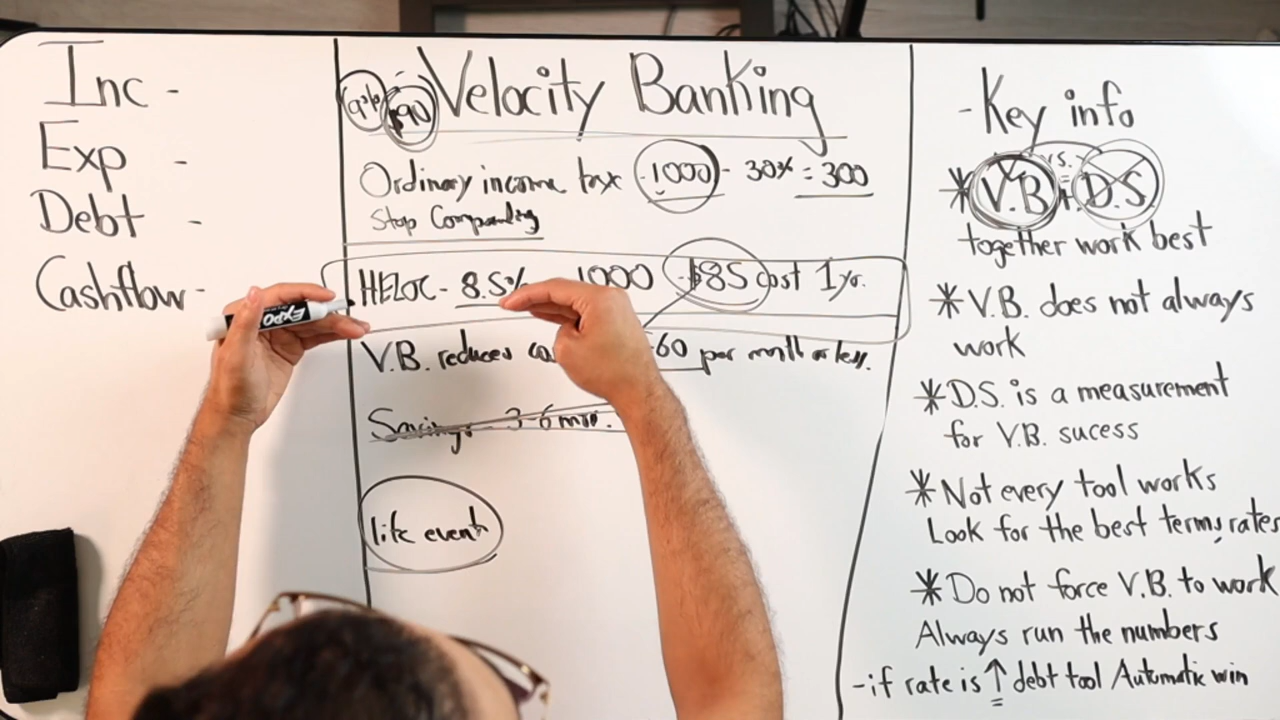 Inc -
Exp -
Debt -
Cashflow -
9% $90 Velocity Banking
Ordinary income tax 1000 - 30% = 300
Stop Comparing
HELOC - 8.5% 1000 - $85 cost 1 yr.
V.B. reduces 60 per month or less.
Savings - 3-6 mo.
life event
EXPO
- Key info
* V.B vs. D.S.
together work best
* V.B. does not always
work
* D.S. is a measurement
for V.B. sucess
* Not every tool works
Look for the best terms, rates
* Do not force V.B. to work
Always run the numbers
- if rate is ↑ debt tool Automatic win